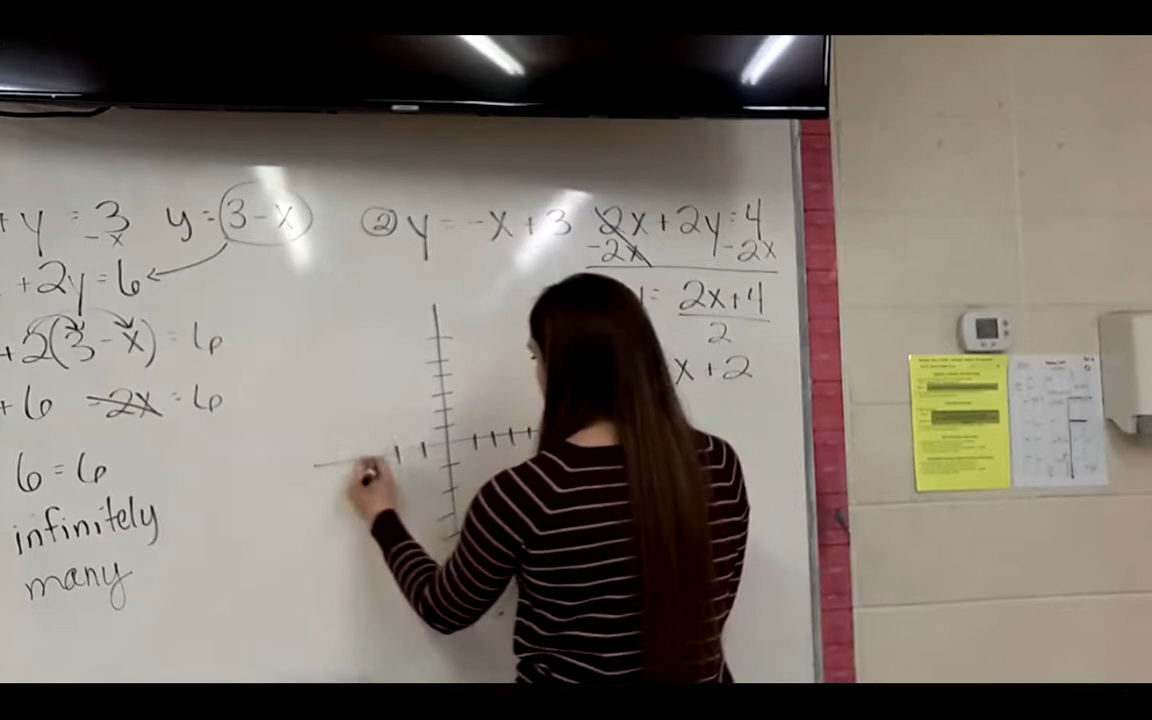 + y = 3 y = 3 - x
- x
+ 2y = 6
+ 2(3 - x) = 6
+ 6 - 2x = 6
6 = 6
infinitely
many
② y = -x + 3 2x + 2y = 4
-2x -2x
= 2x + 4
2
x + 2